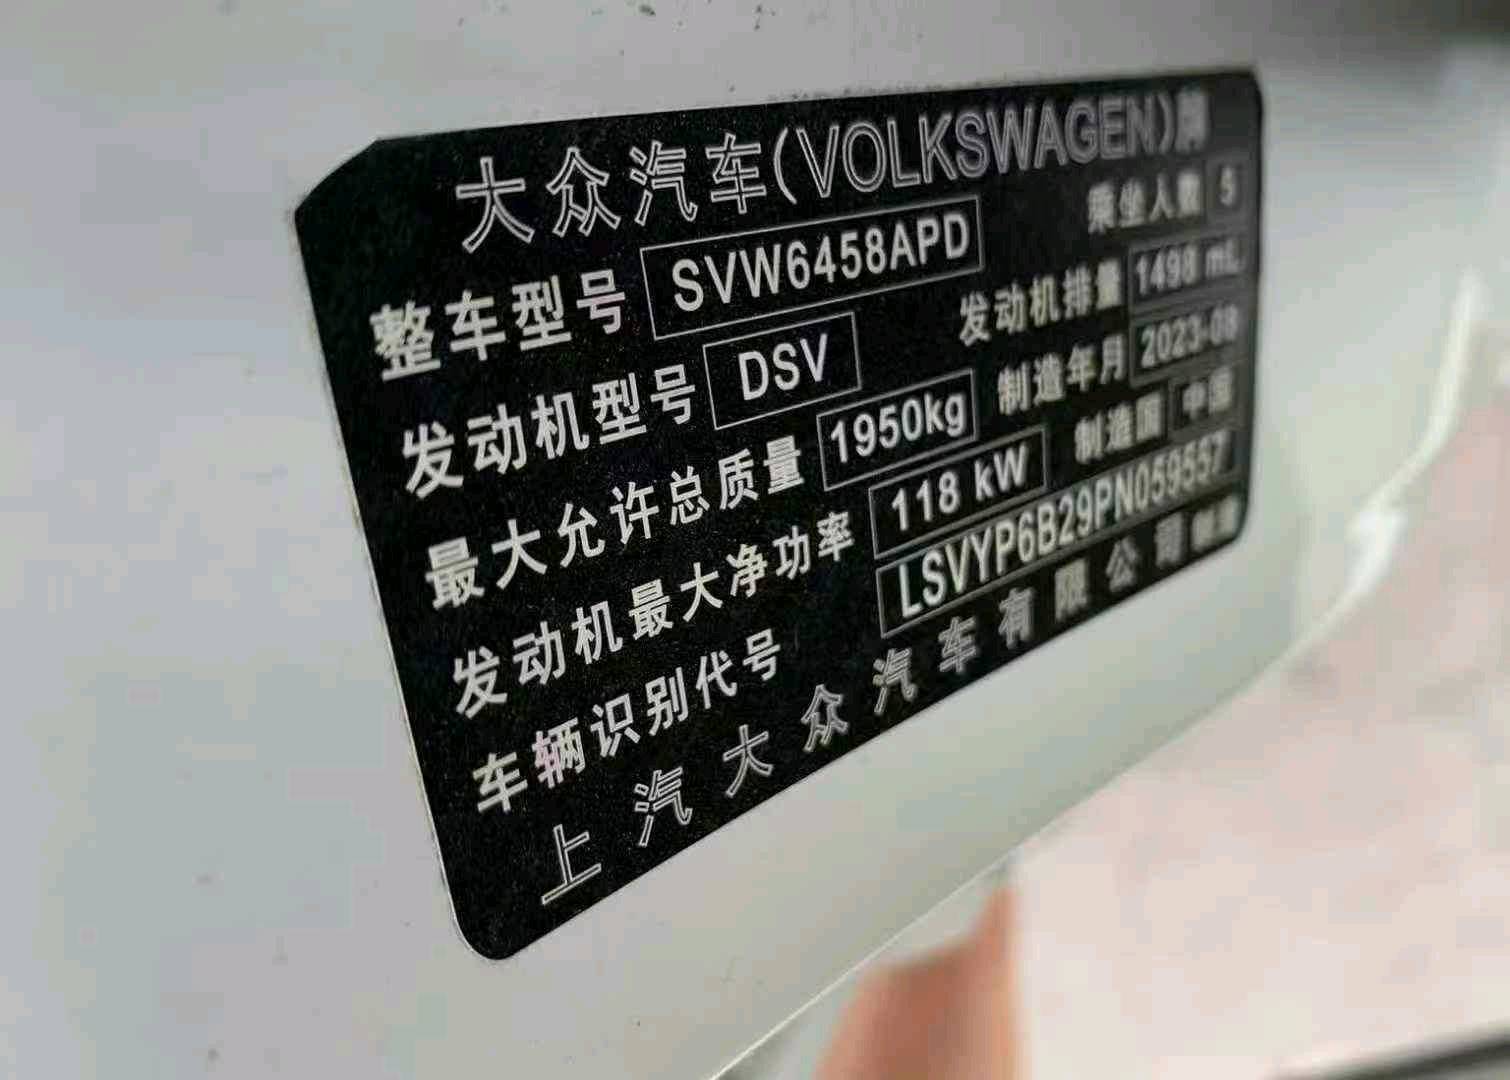 大众汽车(VOLKSWAGEN)牌
整车型号 SVW6458APD 乘坐人数 5
发动机型号 DSV 发动机排量 1498 mL
最大允许总质量 1950kg 制造年月 2023-08
发动机最大净功率 118 kW 制造国 中国
车辆识别代号 LSVYP6B29PN059557
上汽大众汽车有限公司制造